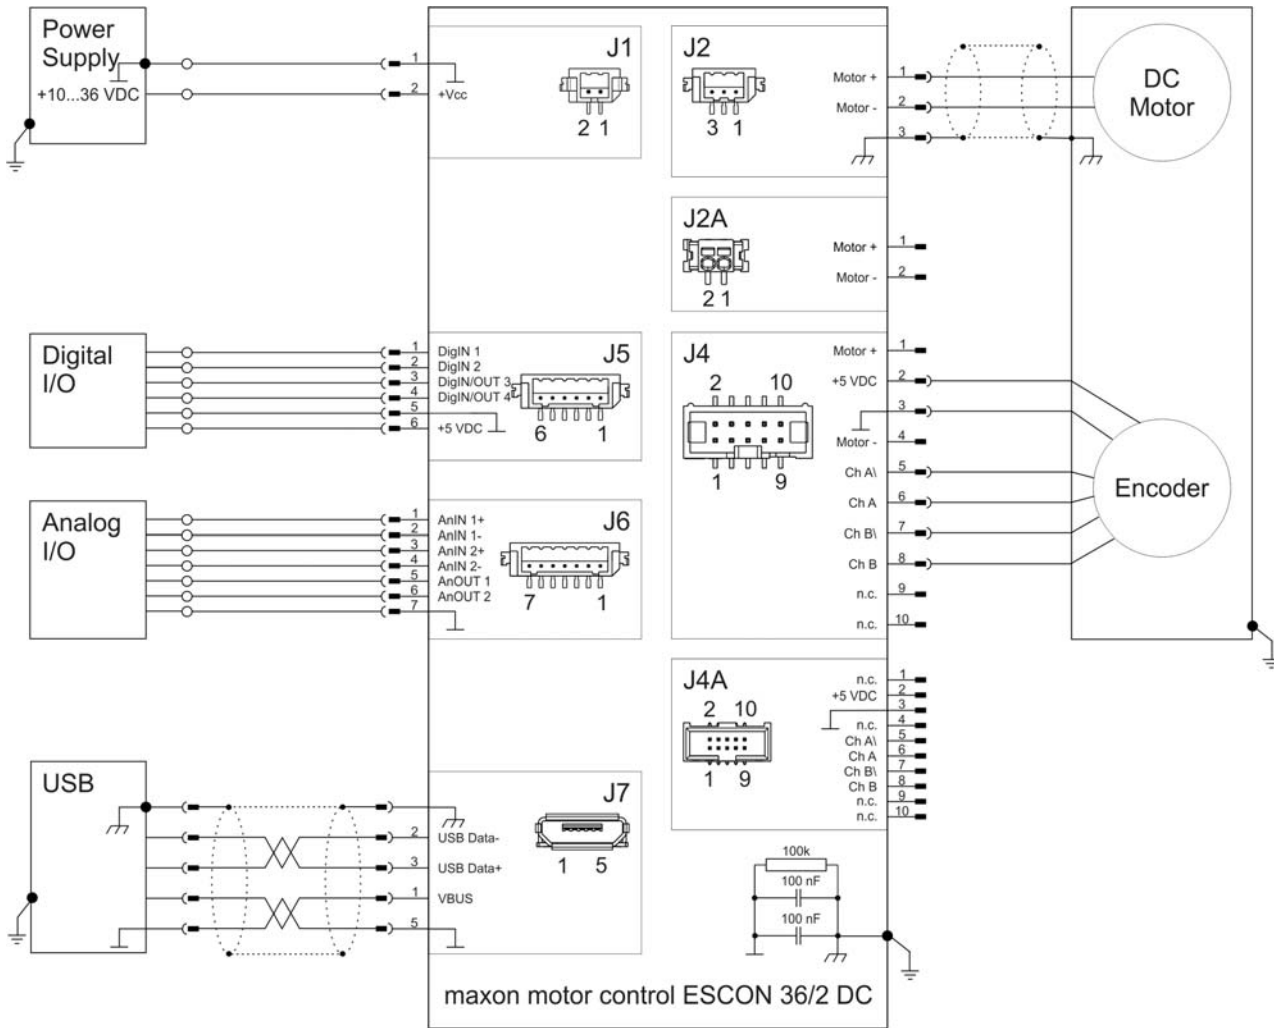 Power
Supply
+10...36 VDC
1
2
+Vcc
J1
2 1
J2
3 1
Motor +
1
Motor -
2
3
DC
Motor
J2A
2 1
Motor +
1
Motor -
2
Digital
I/O
1
DigIN 1
2
DigIN 2
3
DigIN/OUT 3
4
DigIN/OUT 4
5
6
+5 VDC
J5
6 1
J4
2 10
1 9
Motor +
1
+5 VDC
2
3
Motor -
4
Ch A\
5
Ch A
6
Ch B\
7
Ch B
8
n.c.
9
n.c.
10
Encoder
Analog
I/O
1
AnIN 1+
2
AnIN 1-
3
AnIN 2+
4
AnIN 2-
5
AnOUT 1
6
AnOUT 2
7
J6
7 1
J4A
2 10
1 9
n.c.
1
+5 VDC
2
3
n.c.
4
Ch A\
5
Ch A
6
Ch B\
7
Ch B
8
n.c.
9
n.c.
10
USB
2
USB Data-
3
USB Data+
1
VBUS
5
J7
1 5
100k
100 nF
100 nF
maxon motor control ESCON 36/2 DC